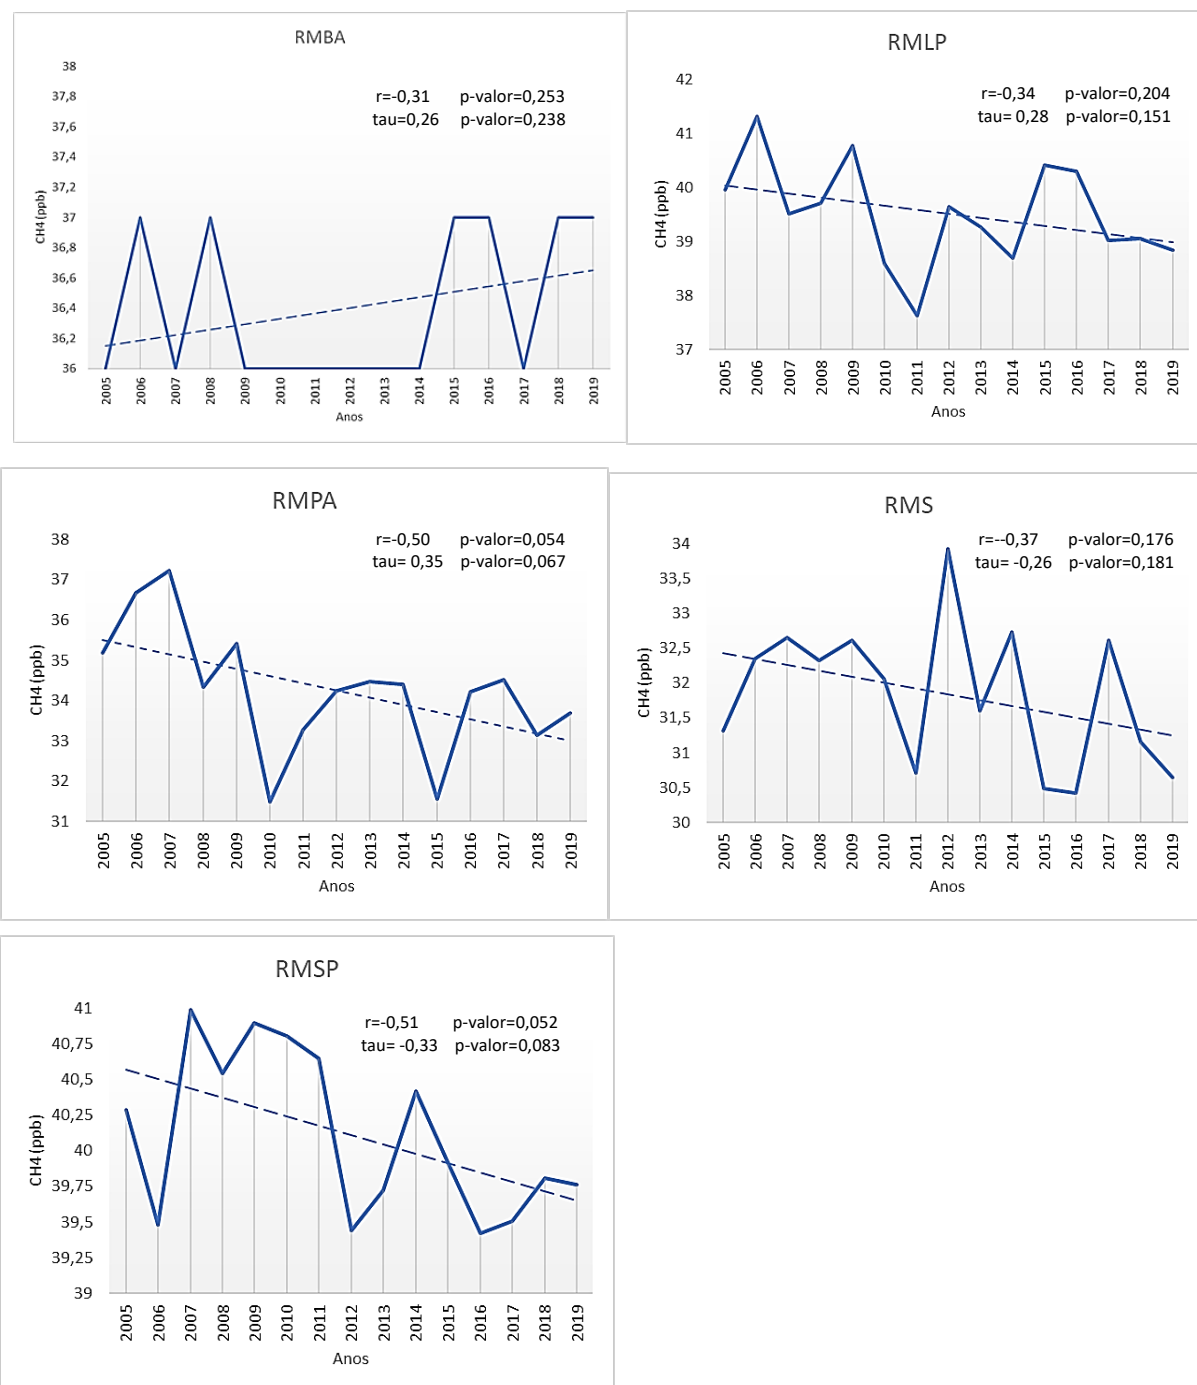 RMBA
r=-0,31 p-valor=0,253
tau=0,26 p-valor=0,238
38
37,8
37,6
37,4
37,2
37
36,8
36,6
36,4
36,2
36
CH4 (ppb)
2005 2006 2007 2008 2009 2010 2011 2012 2013 2014 2015 2016 2017 2018 2019
Anos
RMLP
r=-0,34 p-valor=0,204
tau= 0,28 p-valor=0,151
42
41
40
39
38
37
CH4 (ppb)
2005 2006 2007 2008 2009 2010 2011 2012 2013 2014 2015 2016 2017 2018 2019
Anos
RMPA
r=-0,50 p-valor=0,054
tau= 0,35 p-valor=0,067
38
37
36
35
34
33
32
31
CH4 (ppb)
2005 2006 2007 2008 2009 2010 2011 2012 2013 2014 2015 2016 2017 2018 2019
Anos
RMS
r=--0,37 p-valor=0,176
tau= -0,26 p-valor=0,181
34
33,5
33
32,5
32
31,5
31
30,5
30
CH4 (ppb)
2005 2006 2007 2008 2009 2010 2011 2012 2013 2014 2015 2016 2017 2018 2019
Anos
RMSP
r=-0,51 p-valor=0,052
tau= -0,33 p-valor=0,083
41
40,75
40,5
40,25
40
39,75
39,5
39,25
39
CH4 (ppb)
2005 2006 2007 2008 2009 2010 2011 2012 2013 2014 2015 2016 2017 2018 2019
Anos